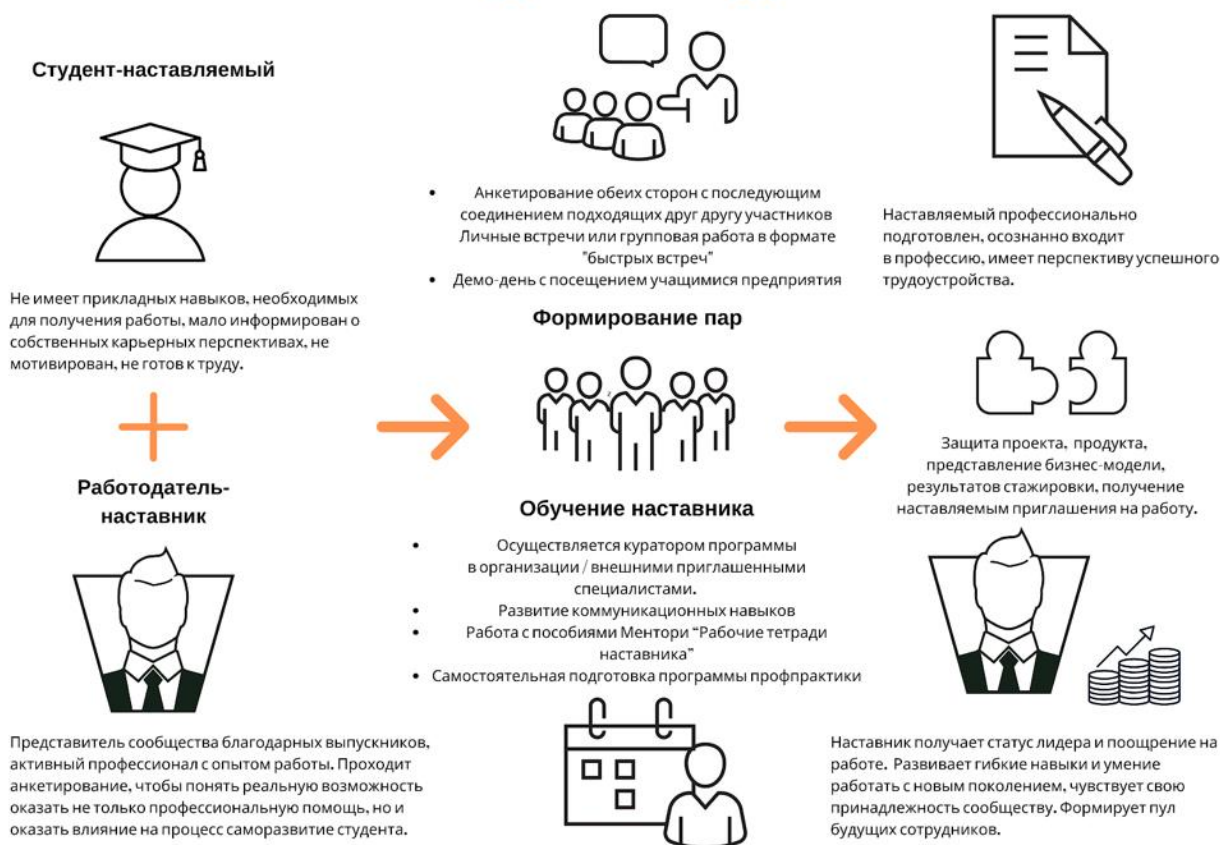 Студент-наставляемый
Не имеет прикладных навыков, необходимых
для получения работы, мало информирован о
собственных карьерных перспективах, не
мотивирован, не готов к труду.
Работодатель-
наставник
Представитель сообщества благодарных выпускников,
активный профессионал с опытом работы. Проходит
анкетирование, чтобы понять реальную возможность
оказать не только профессиональную помощь, но и
оказать влияние на процесс саморазвитие студента.
• Анкетирование обеих сторон с последующим
соединением подходящих друг другу участников
Личные встречи или групповая работа в формате
"быстрых встреч"
• Демо-день с посещением учащимися предприятия
Формирование пар
z
Обучение наставника
• Осуществляется куратором программы
в организации / внешними приглашенными
специалистами.
• Развитие коммуникационных навыков
• Работа с пособиями Ментори “Рабочие тетради
наставника”
• Самостоятельная подготовка программы профпрактики
Наставляемый профессионально
подготовлен, осознанно входит
в профессию, имеет перспективу успешного
трудоустройства.
Защита проекта, продукта,
представление бизнес-модели,
результатов стажировки, получение
наставляемым приглашения на работу.
Наставник получает статус лидера и поощрение на
работе. Развивает гибкие навыки и умение
работать с новым поколением, чувствует свою
принадлежность сообществу. Формирует пул
будущих сотрудников.